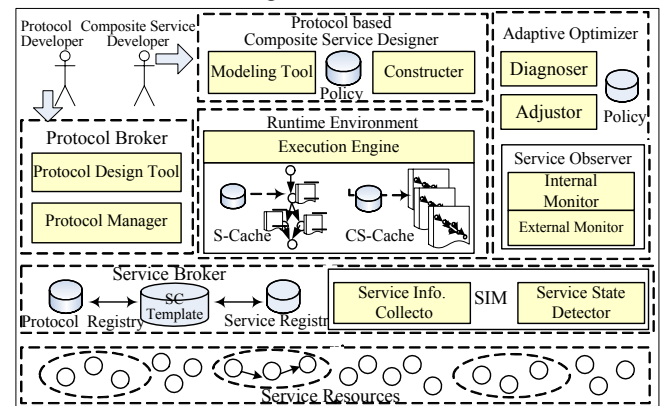 Protocol
Developer
Composite Service
Developer
Protocol based
Composite Service Designer
Modeling Tool
Policy
Constructer
Adaptive Optimizer
Diagnoser
Adjustor
Policy
Protocol Broker
Protocol Design Tool
Protocol Manager
Runtime Environment
Execution Engine
S-Cache
CS-Cache
Service Observer
Internal
Monitor
External Monitor
Service Broker
Protocol Registry
SC
Template
Service Registr
Service Info.
Collecto
SIM
Service State
Detector
Service Resources